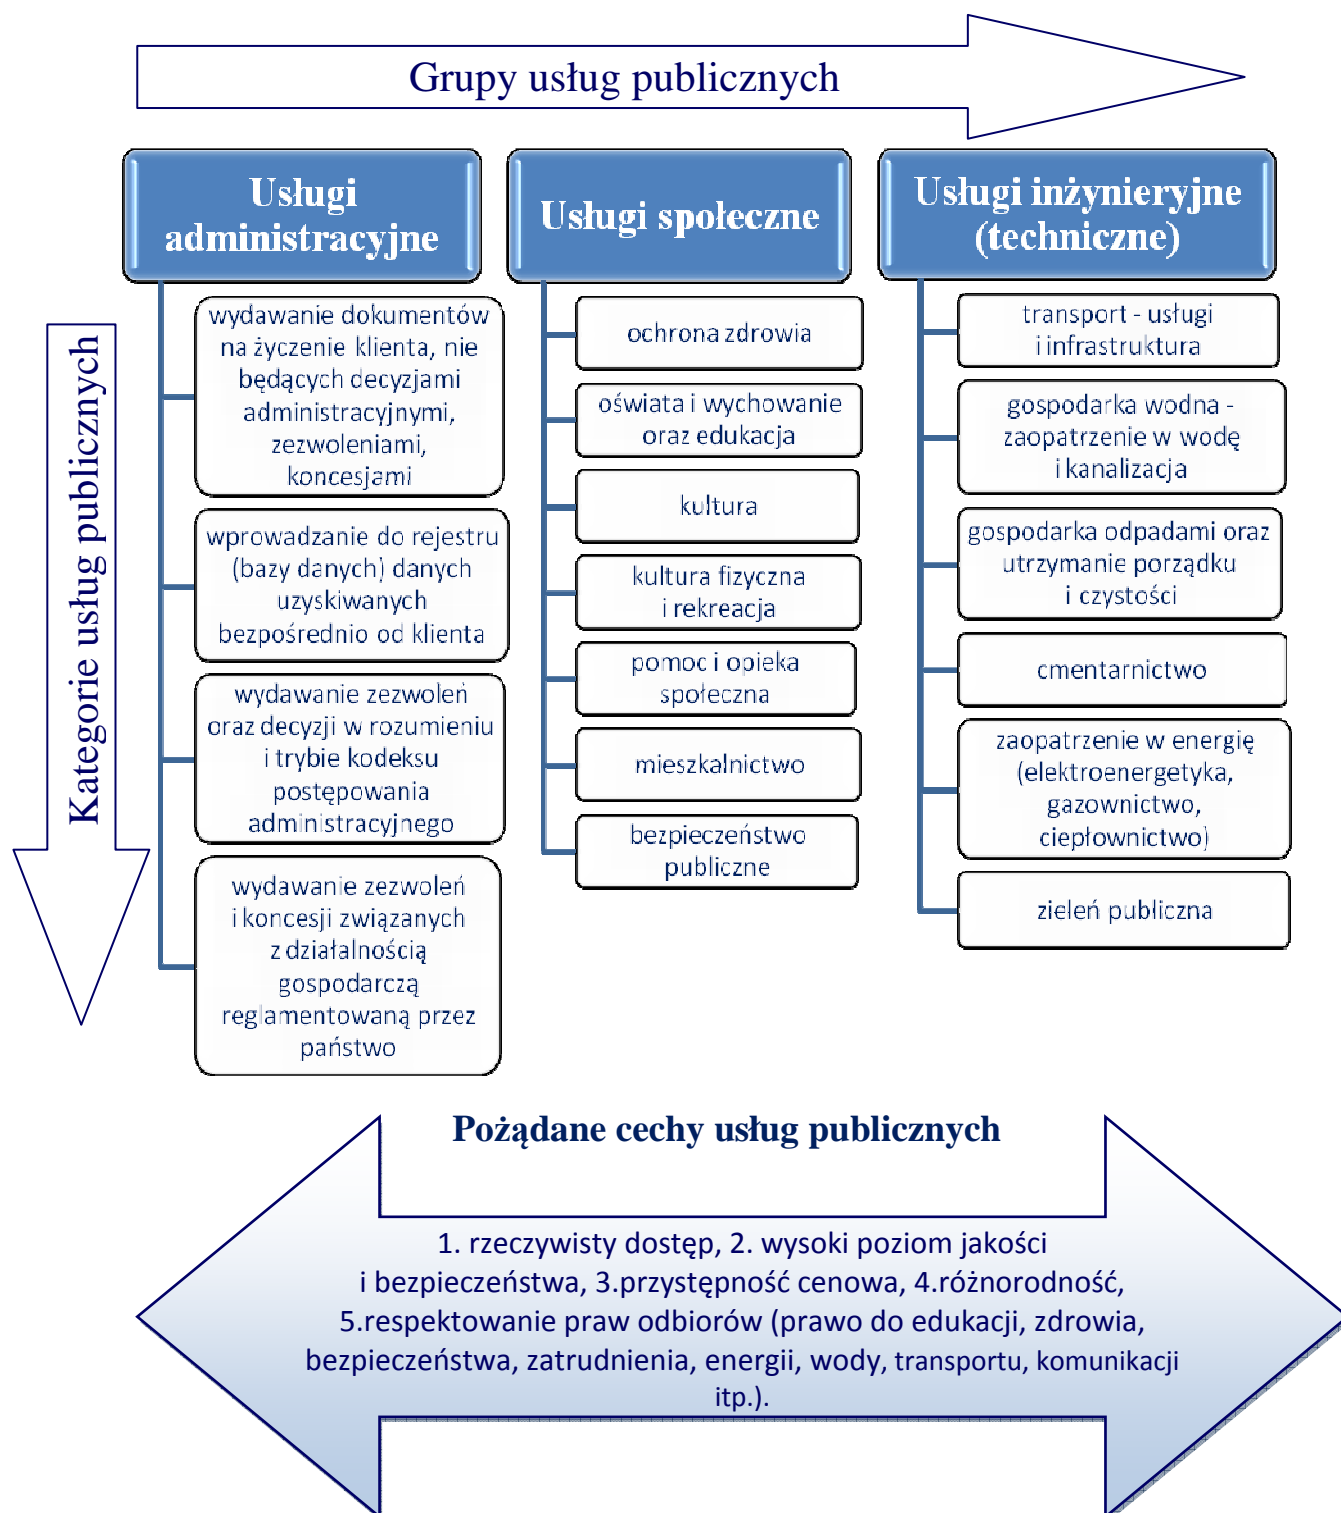 Grupy usług publicznych
Kategorie usług publicznych
Usługi
administracyjne
wydawanie dokumentów
na życzenie klienta, nie
będących decyzjami
administracyjnymi,
zezwoleniami,
koncesjami
wprowadzanie do rejestru
(bazy danych) danych
uzyskiwanych
bezpośrednio od klienta
wydawanie zezwoleń
oraz decyzji w rozumieniu
i trybie kodeksu
postępowania
administracyjnego
wydawanie zezwoleń
i koncesji związanych
z działalnością
gospodarczą
reglamentowaną przez
państwo
Usługi społeczne
ochrona zdrowia
oświata i wychowanie
oraz edukacja
kultura
kultura fizyczna
i rekreacja
pomoc i opieka
społeczna
mieszkalnictwo
bezpieczeństwo
publiczne
Usługi inżynieryjne
(techniczne)
transport - usługi
i infrastruktura
gospodarka wodna -
zaopatrzenie w wodę
i kanalizacja
gospodarka odpadami oraz
utrzymanie porządku
i czystości
cmentarnictwo
zaopatrzenie w energię
(elektroenergetyka,
gazownictwo,
ciepłownictwo)
zieleń publiczna
Pożądane cechy usług publicznych
1. rzeczywisty dostęp, 2. wysoki poziom jakości
i bezpieczeństwa, 3.przystępność cenowa, 4.różnorodność,
5.respektowanie praw odbiorów (prawo do edukacji, zdrowia,
bezpieczeństwa, zatrudnienia, energii, wody, transportu, komunikacji
itp.).